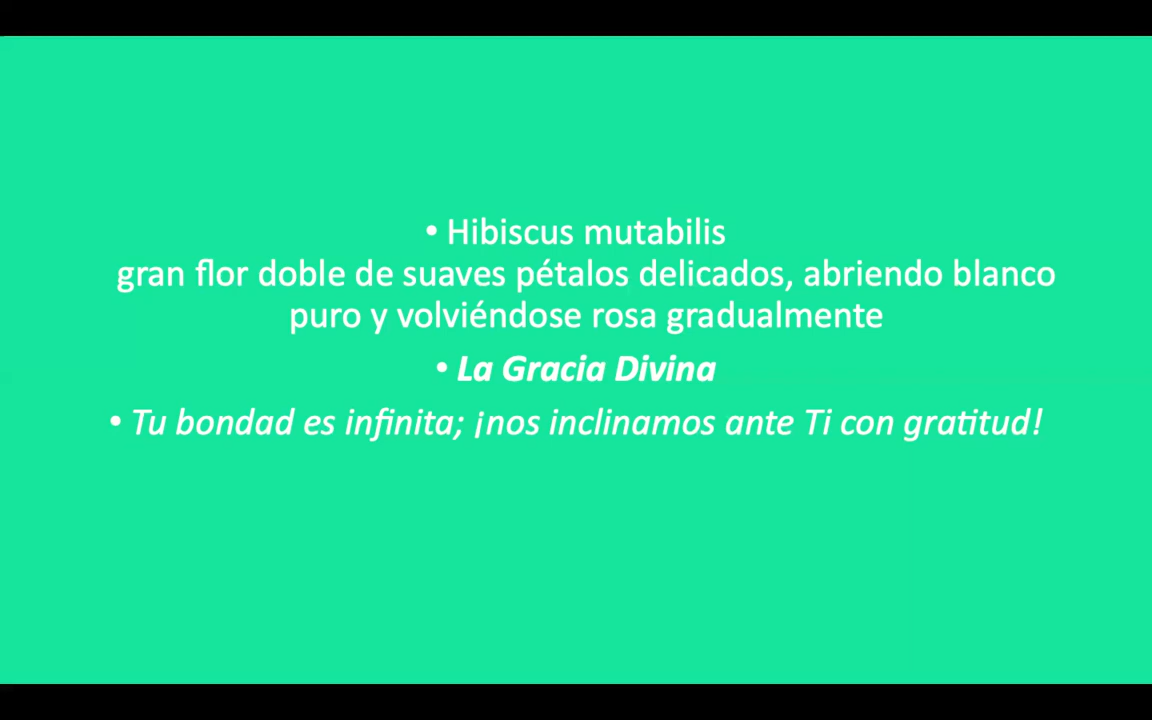 • Hibiscus mutabilis
gran flor doble de suaves pétalos delicados, abriendo blanco
puro y volviéndose rosa gradualmente
• La Gracia Divina
• Tu bondad es infinita; ¡nos inclinamos ante Ti con gratitud!